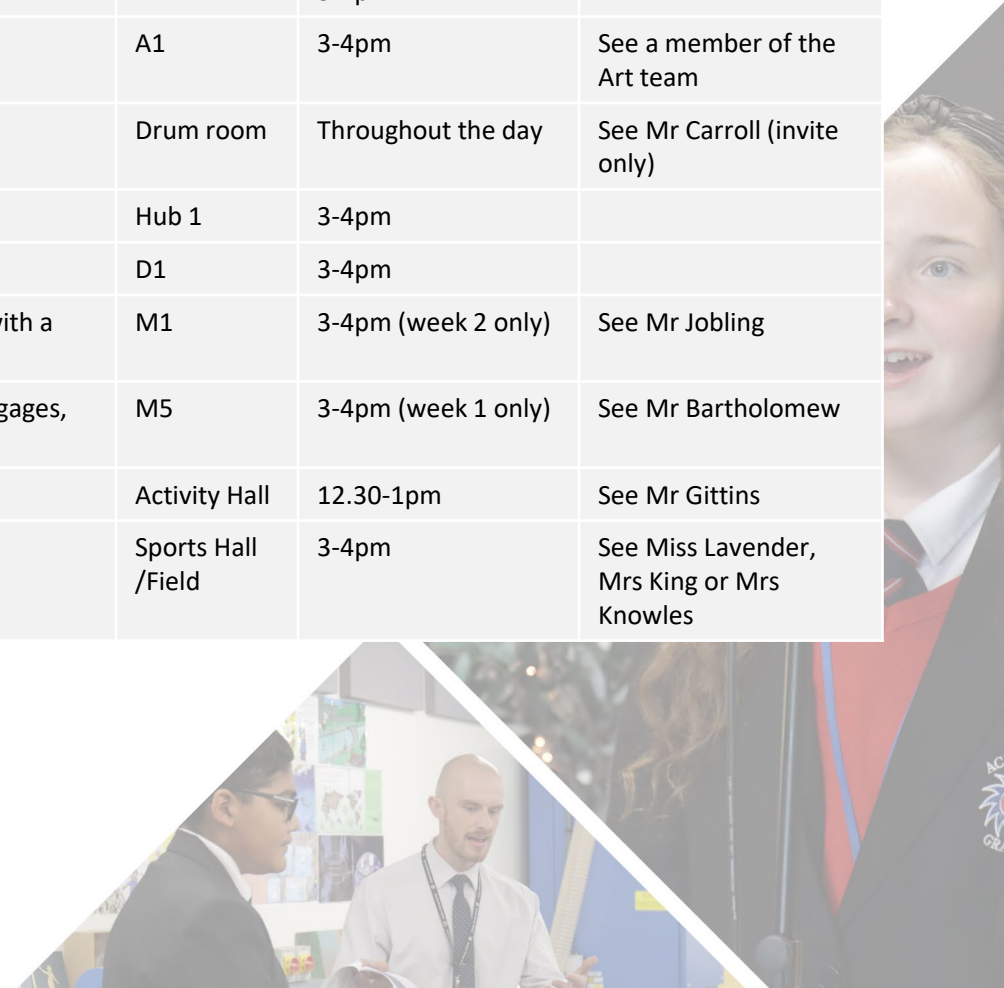 A1 3-4pm See a member of the
Art team
Drum room Throughout the day See Mr Carroll (invite
only)
Hub 1 3-4pm
D1 3-4pm
with a M1 3-4pm (week 2 only) See Mr Jobling
M5 3-4pm (week 1 only) See Mr Bartholomew
Activity Hall 12.30-1pm See Mr Gittins
Sports Hall 3-4pm See Miss Lavender,
/Field Mrs King or Mrs
Knowles